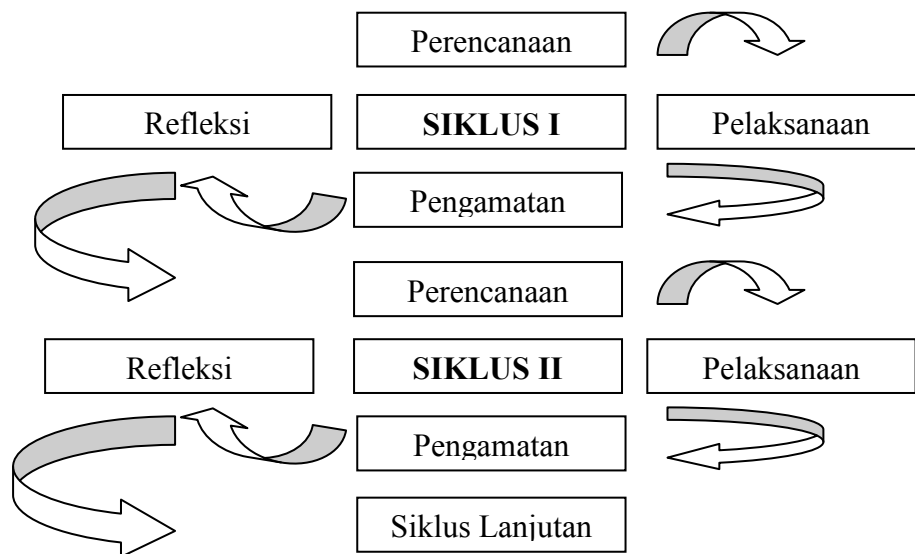 Perencanaan
Refleksi
SIKLUS I
Pelaksanaan
Pengamatan
Perencanaan
Refleksi
SIKLUS II
Pelaksanaan
Pengamatan
Siklus Lanjutan